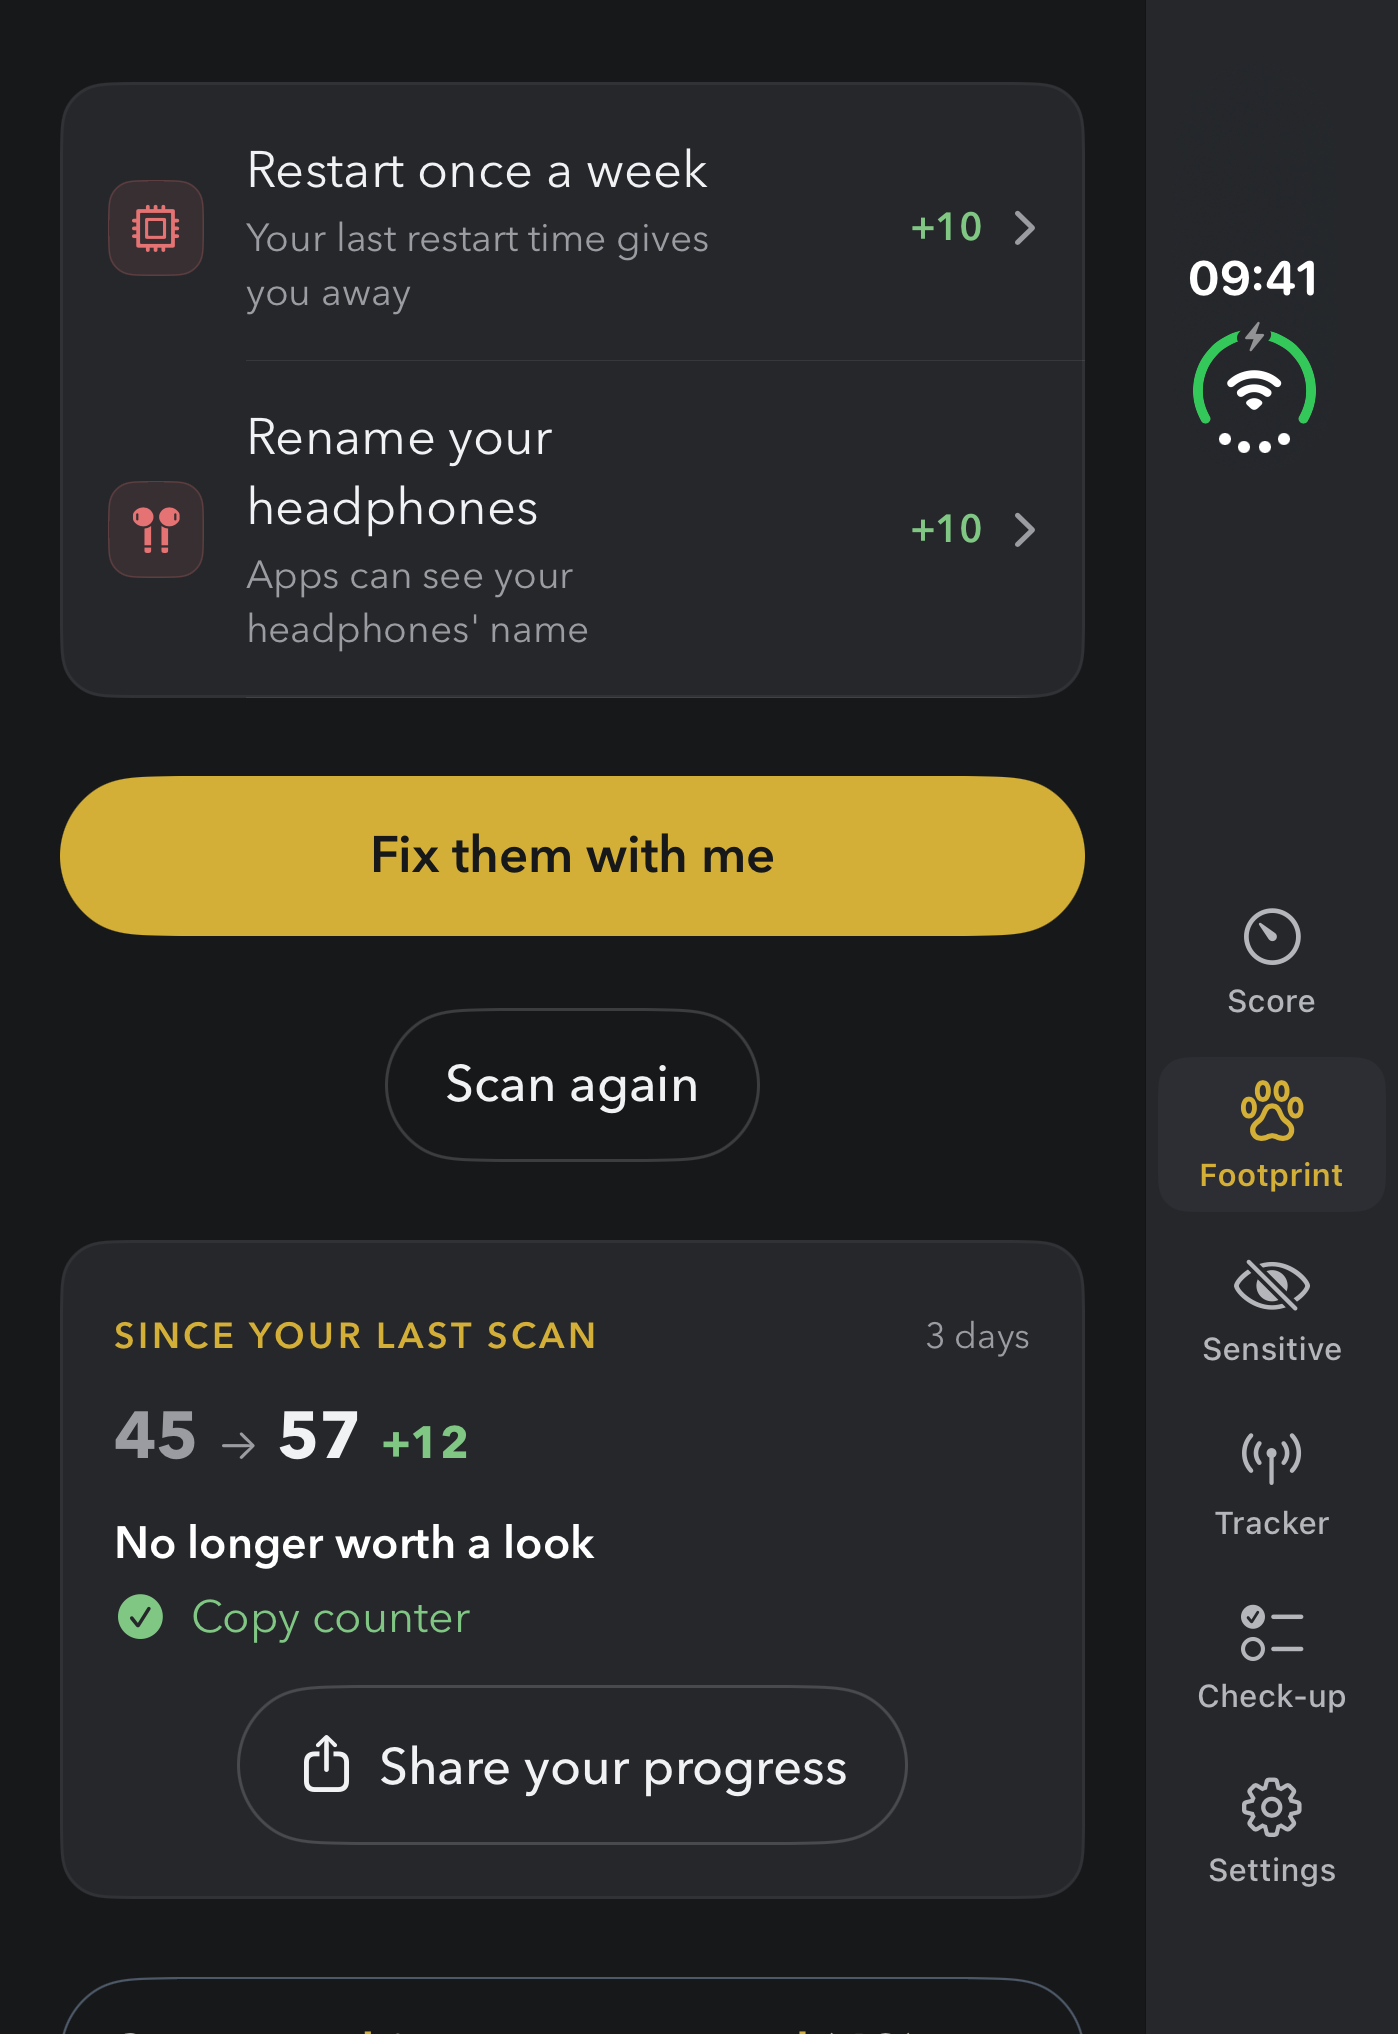 Restart once a week
Your last restart time gives
you away
+10
Rename your
headphones
Apps can see your
headphones' name
+10
Fix them with me
Scan again
SINCE YOUR LAST SCAN
3 days
45 → 57 +12
No longer worth a look
Copy counter
Share your progress
09:41
Score
Footprint
Sensitive
Tracker
Check-up
Settings